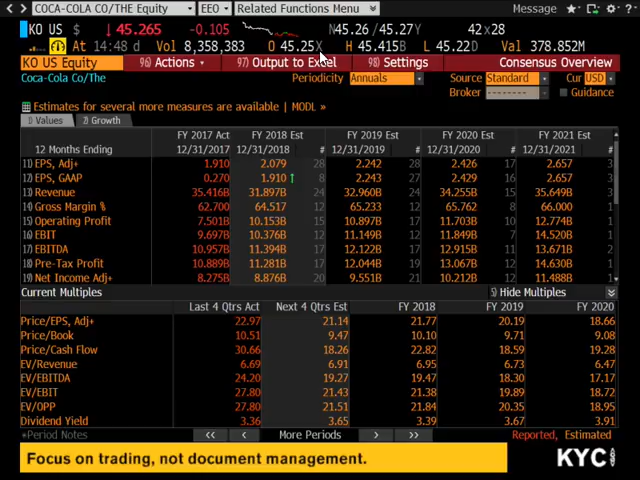 COCA-COLA CO/THE Equity EEO Related Functions Menu Message
KO US $ 45.265 -0.105 N45.26 / 45.27Y 42x28
At 14:48 d Vol 8,358,383 O 45.25X H 45.415B L 45.22D Val 378.852M
KO US Equity 96) Actions 97) Output to Excel 98) Settings Consensus Overview
Coca-Cola Co/The Periodicity Annuals Source Standard Cur USD
Broker -------- Guidance
Estimates for several more measures are available | MODL »
Values Growth
FY 2017 Act FY 2018 Est FY 2019 Est FY 2020 Est FY 2021 Est
12 Months Ending 12/31/2017 12/31/2018 # 12/31/2019 # 12/31/2020 # 12/31/2021 #
11) EPS, Adj+ 1.910 2.079 28 2.242 28 2.426 17 2.657 3
12) EPS, GAAP 0.270 1.910 ↑ 8 2.243 27 2.429 16 2.657 3
13) Revenue 35.416B 31.897B 24 32.960B 24 34.255B 15 35.649B 3
14) Gross Margin % 62.700 64.517 12 65.233 12 65.762 8 66.000 1
15) Operating Profit 7.501B 10.153B 15 10.897B 17 11.703B 10 12.774B 2
16) EBIT 9.697B 10.376B 12 11.149B 12 11.849B 8 14.520B 1
17) EBITDA 10.957B 11.394B 17 12.122B 17 12.915B 11 13.671B 2
18) Pre-Tax Profit 10.889B 11.281B 17 12.044B 19 13.067B 11 14.630B 1
19) Net Income Adj+ 8.275B 8.876B 20 9.551B 21 10.212B 12 11.488B 1
Current Multiples Hide Multiples
Last 4 Qtrs Act Next 4 Qtrs Est FY 2018 FY 2019 FY 2020
Price/EPS, Adj+ 22.97 21.14 21.77 20.19 18.66
Price/Book 10.51 9.47 10.10 9.71 9.08
Price/Cash Flow 30.66 18.26 22.82 18.59 19.28
EV/Revenue 6.69 6.91 6.95 6.73 6.47
EV/EBITDA 24.20 19.27 19.47 18.30 17.17
EV/EBIT 27.80 21.43 21.38 19.89 18.72
EV/OPP 27.80 21.51 21.84 20.35 18.95
Dividend Yield 3.36 3.65 3.39 3.67 3.91
*Period Notes << < More Periods > >> Reported, Estimated
Focus on trading, not document management. KYC